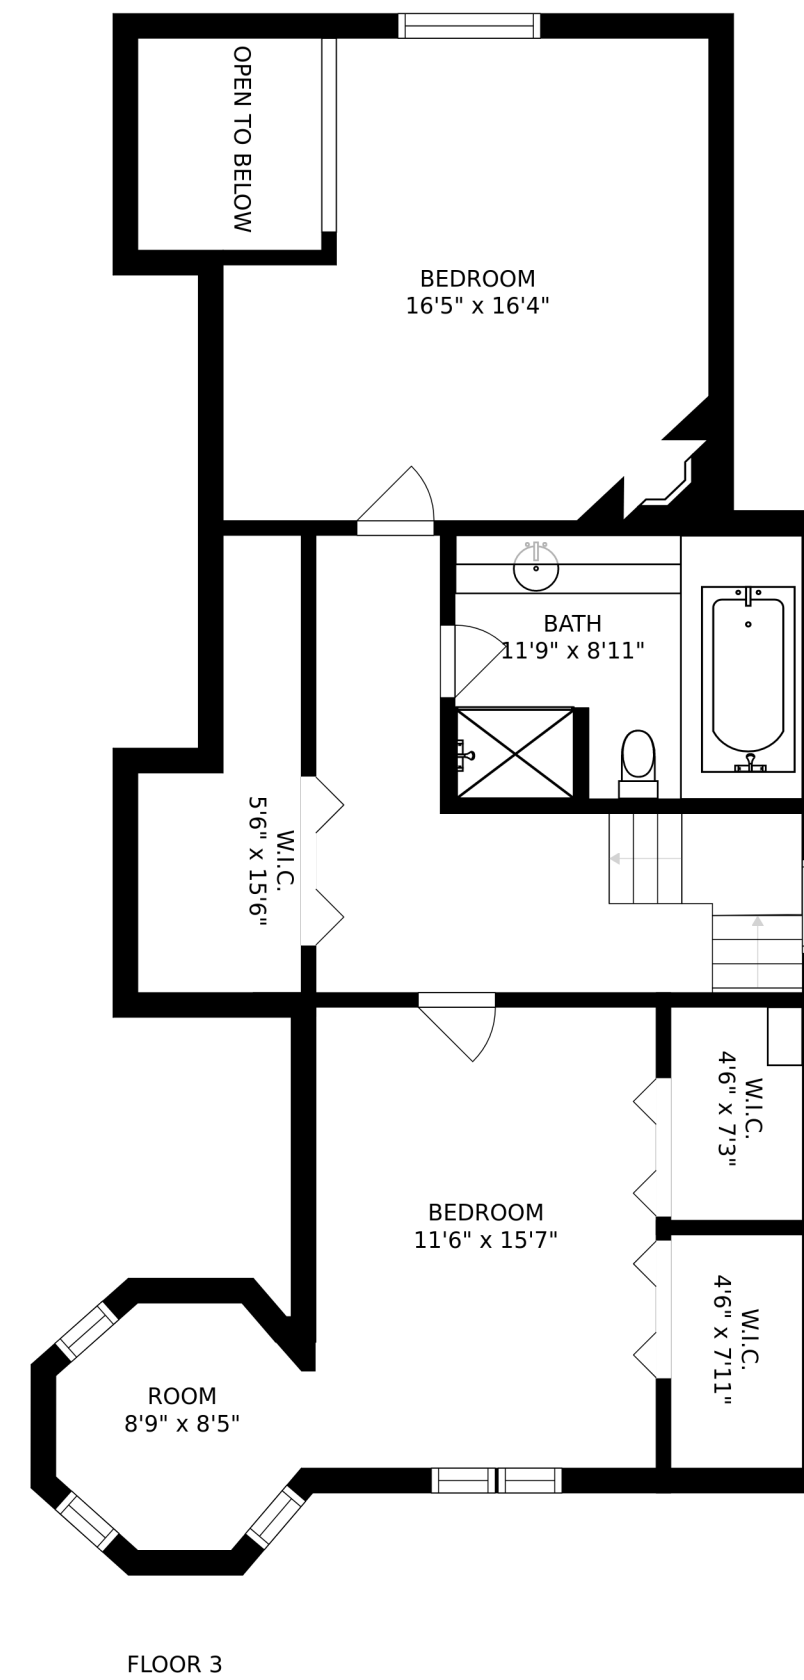 OPEN TO BELOW
BEDROOM
16'5" x 16'4"
BATH
11'9" x 8'11"
W.I.C.
5'6" x 15'6"
W.I.C.
4'6" x 7'3"
BEDROOM
11'6" x 15'7"
W.I.C.
4'6" x 7'11"
ROOM
8'9" x 8'5"
FLOOR 3